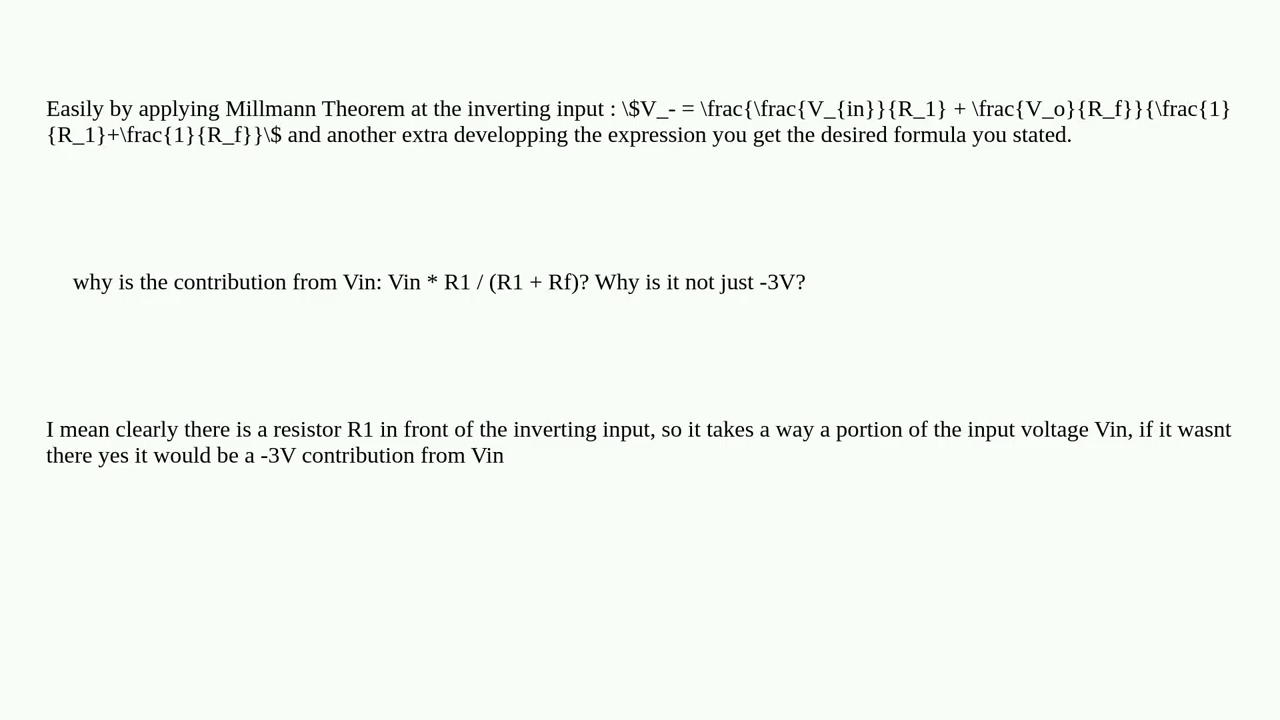 Easily by applying Millmann Theorem at the inverting input : \$V_- = \frac{\frac{V_{in}}{R_1} + \frac{V_o}{R_f}}{\frac{1}
{R_1}+\frac{1}{R_f}}\$ and another extra developping the expression you get the desired formula you stated.
why is the contribution from Vin: Vin * R1 / (R1 + Rf)? Why is it not just -3V?
I mean clearly there is a resistor R1 in front of the inverting input, so it takes a way a portion of the input voltage Vin, if it wasnt
there yes it would be a -3V contribution from Vin